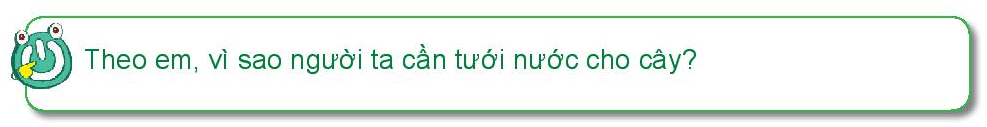 Theo em, vì sao người ta cần tưới nước cho cây?